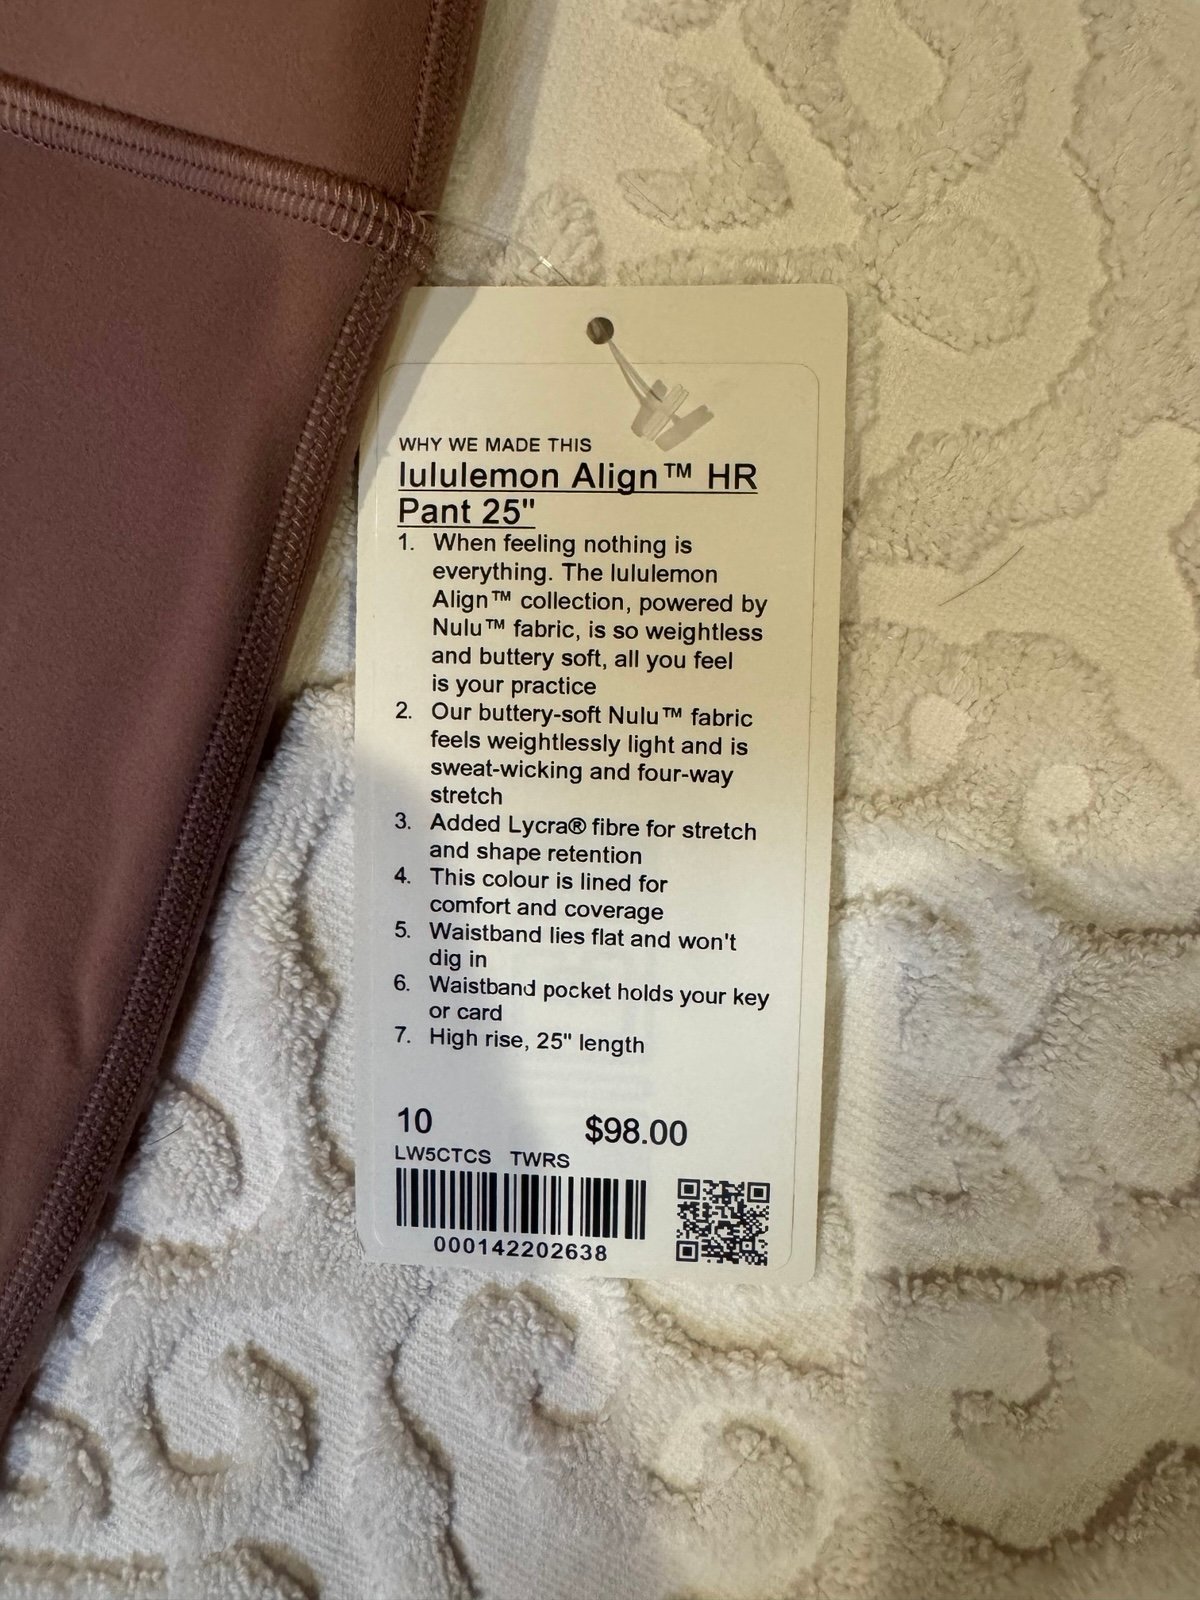 WHY WE MADE THIS
lululemon Align™ HR
Pant 25"
1. When feeling nothing is
everything. The lululemon
Align™ collection, powered by
Nulu™ fabric, is so weightless
and buttery soft, all you feel
is your practice
2. Our buttery-soft Nulu™ fabric
feels weightlessly light and is
sweat-wicking and four-way
stretch
3. Added Lycra® fibre for stretch
and shape retention
4. This colour is lined for
comfort and coverage
5. Waistband lies flat and won't
dig in
6. Waistband pocket holds your key
or card
7. High rise, 25" length
10 $98.00
LW5CTCS TWRS
000142202638